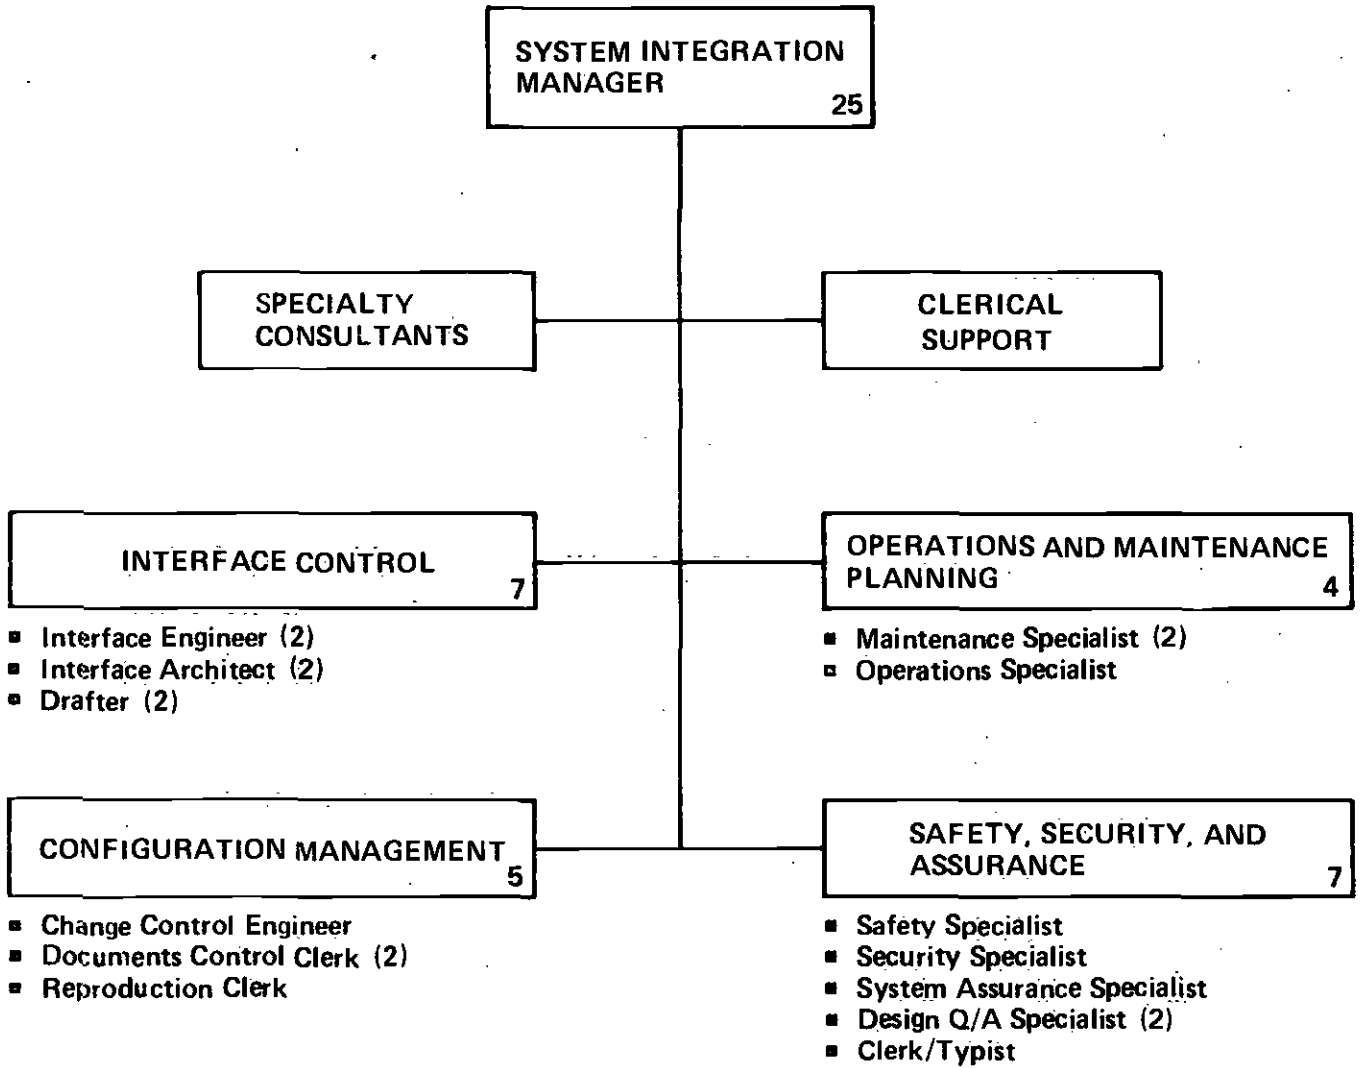 SYSTEM INTEGRATION
MANAGER
25
SPECIALTY
CONSULTANTS
CLERICAL
SUPPORT
INTERFACE CONTROL
7
▪ Interface Engineer (2)
▪ Interface Architect (2)
▪ Drafter (2)
OPERATIONS AND MAINTENANCE
PLANNING
4
▪ Maintenance Specialist (2)
▪ Operations Specialist
CONFIGURATION MANAGEMENT
5
▪ Change Control Engineer
▪ Documents Control Clerk (2)
▪ Reproduction Clerk
SAFETY, SECURITY, AND
ASSURANCE
7
▪ Safety Specialist
▪ Security Specialist
▪ System Assurance Specialist
▪ Design Q/A Specialist (2)
▪ Clerk/Typist